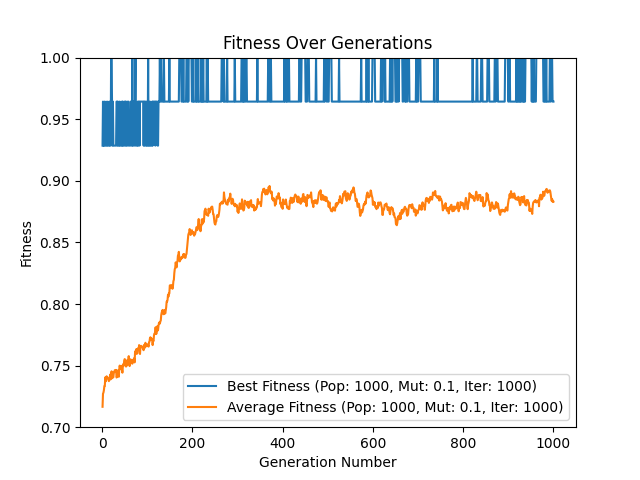 Fitness Over Generations
1.00
0.95
0.90
0.85
0.80
0.75
0.70
Fitness
Best Fitness (Pop: 1000, Mut: 0.1, Iter: 1000)
Average Fitness (Pop: 1000, Mut: 0.1, Iter: 1000)
0 200 400 600 800 1000
Generation Number